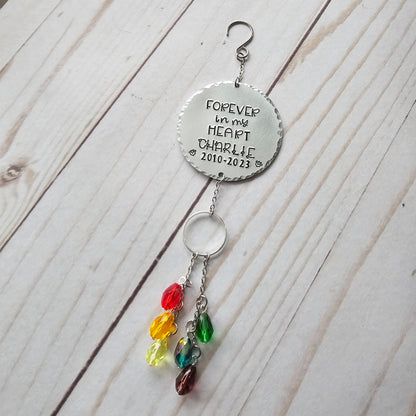 FOREVER
in my
HEART
CHARLIE
2010-2023